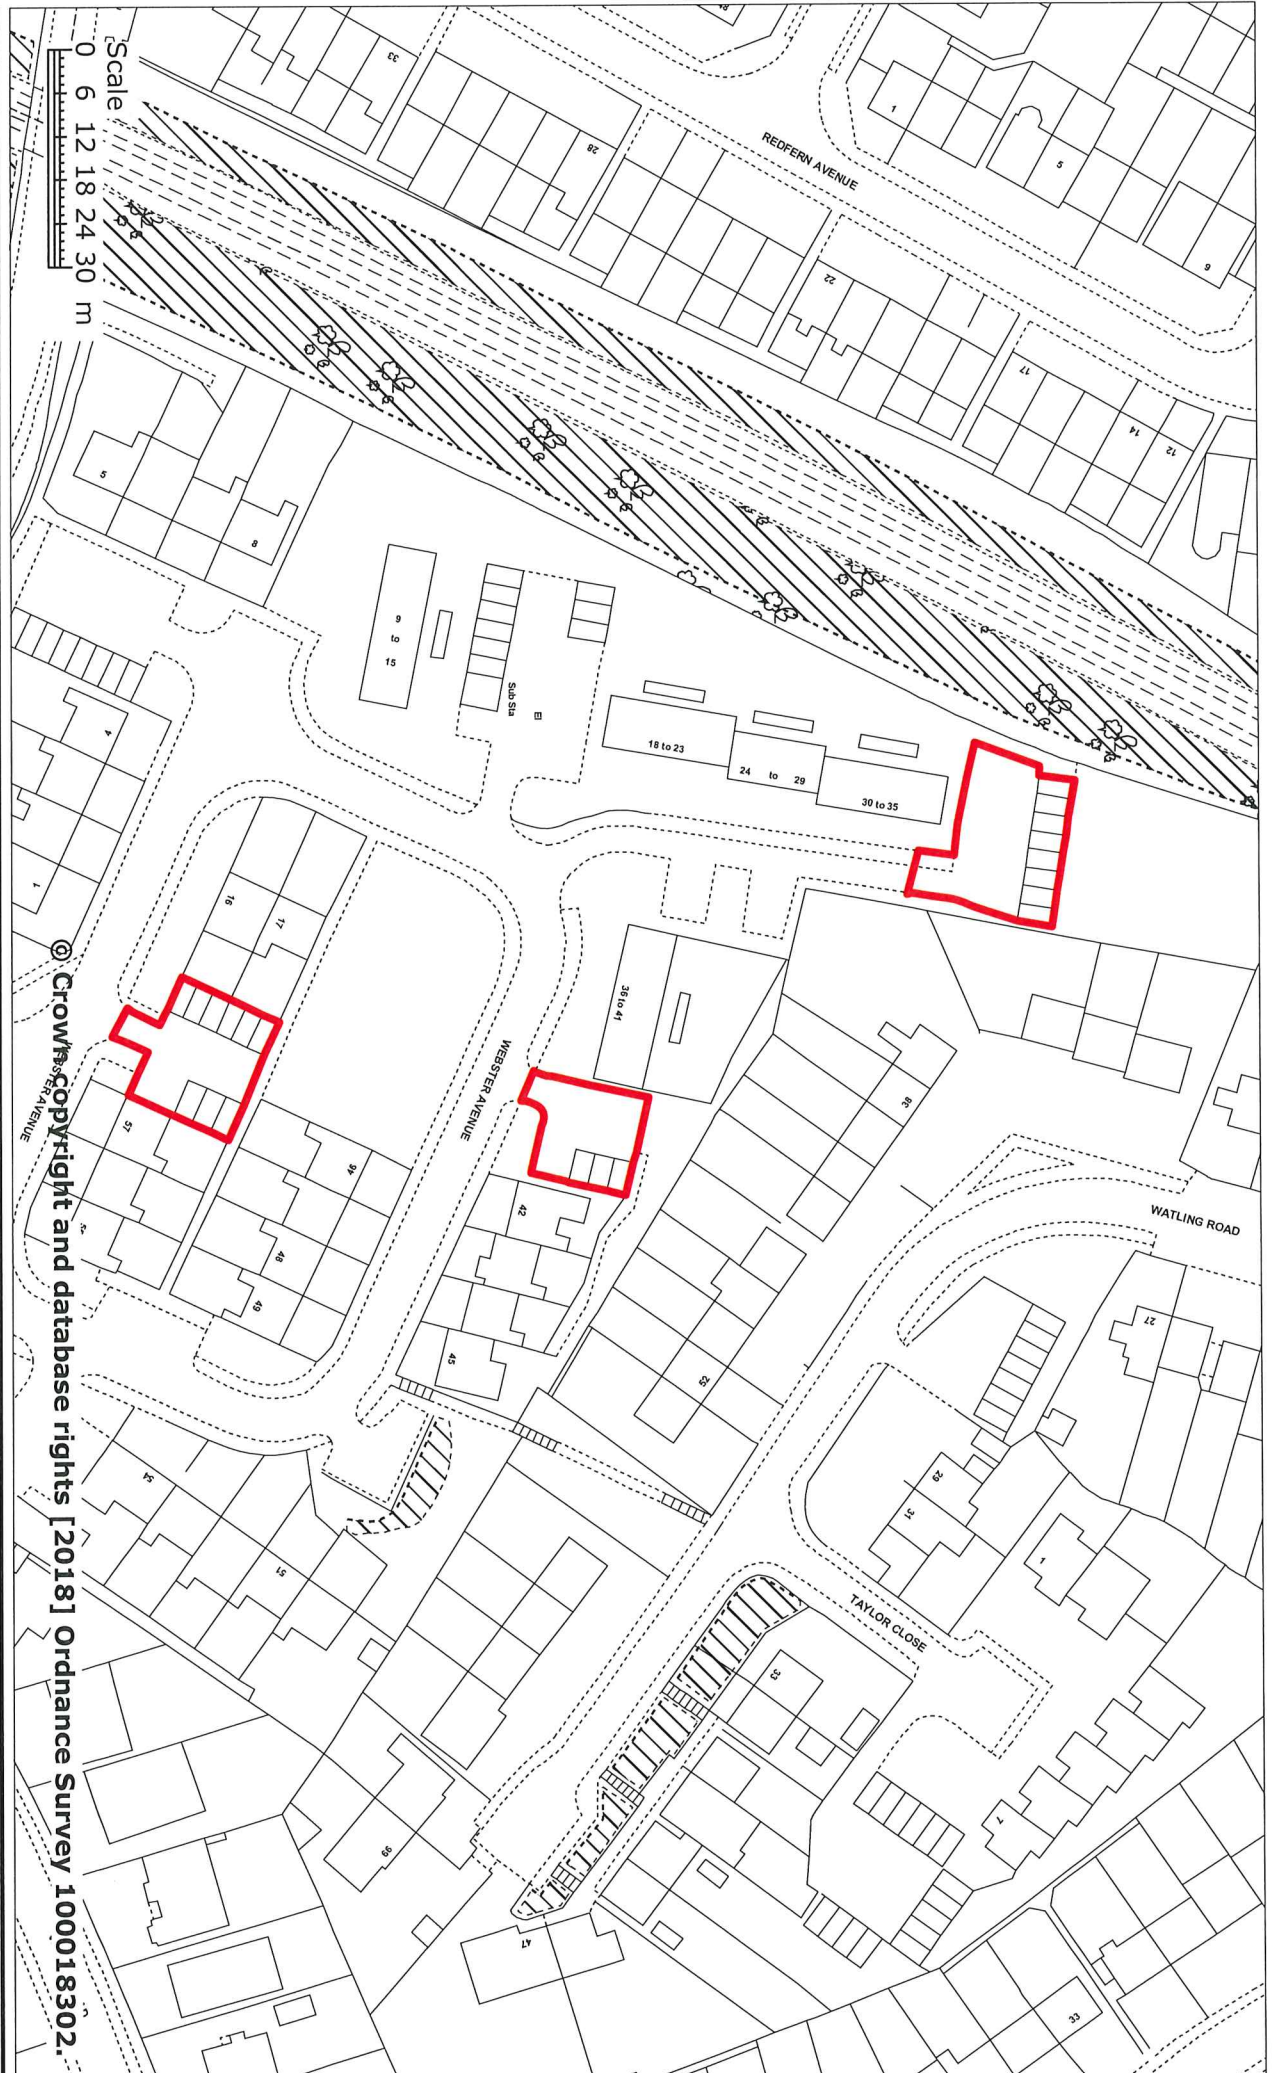 Scale
0 6 12 18 24 30 m
33
28
REDFERN AVENUE
1
5
6
22
17
14
12
5
8
9
to
15
Sub Sta
El
18 to 23
24 to 29
30 to 35
4
1
16
17
36 to 41
38
WEBSTER AVENUE
WATLING ROAD
57
46
48
49
42
45
52
27
29
31
1
54
51
TAYLOR CLOSE
33
7
66
47
33
© Crown copyright and database rights [2018] Ordnance Survey 100018302.